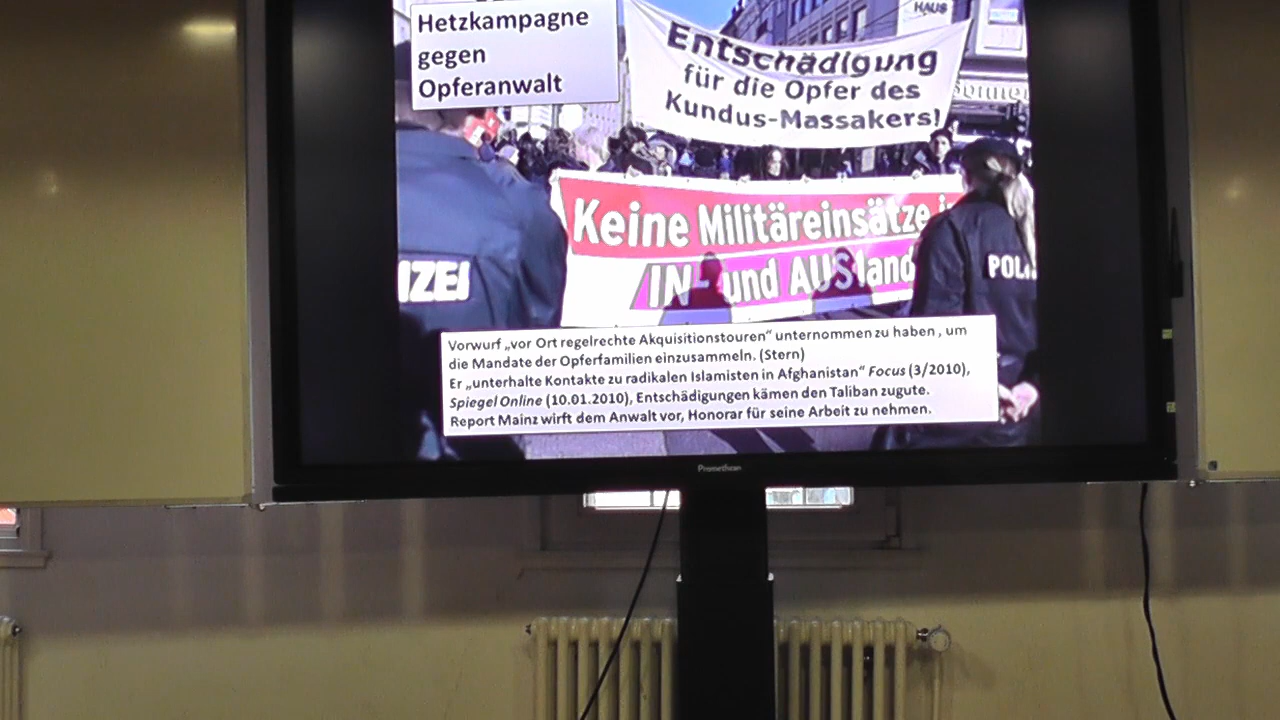 Hetzkampagne
gegen
Opferanwalt
HAUS
Entschädigung
für die Opfer des
Kundus-Massakers!
Keine Militäreinsätze i
IN- und AUSland
IZEI
POLI
Vorwurf „vor Ort regelrechte Akquisitionstouren" unternommen zu haben , um
die Mandate der Opferfamilien einzusammeln. (Stern)
Er „unterhalte Kontakte zu radikalen Islamisten in Afghanistan" Focus (3/2010),
Spiegel Online (10.01.2010), Entschädigungen kämen den Taliban zugute.
Report Mainz wirft dem Anwalt vor, Honorar für seine Arbeit zu nehmen.
Promethean